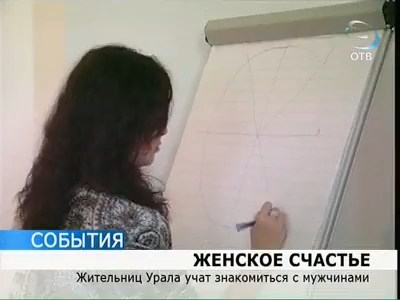 ОТВ
СОБЫТИЯ
ЖЕНСКОЕ СЧАСТЬЕ
Жительниц Урала учат знакомиться с мужчинами